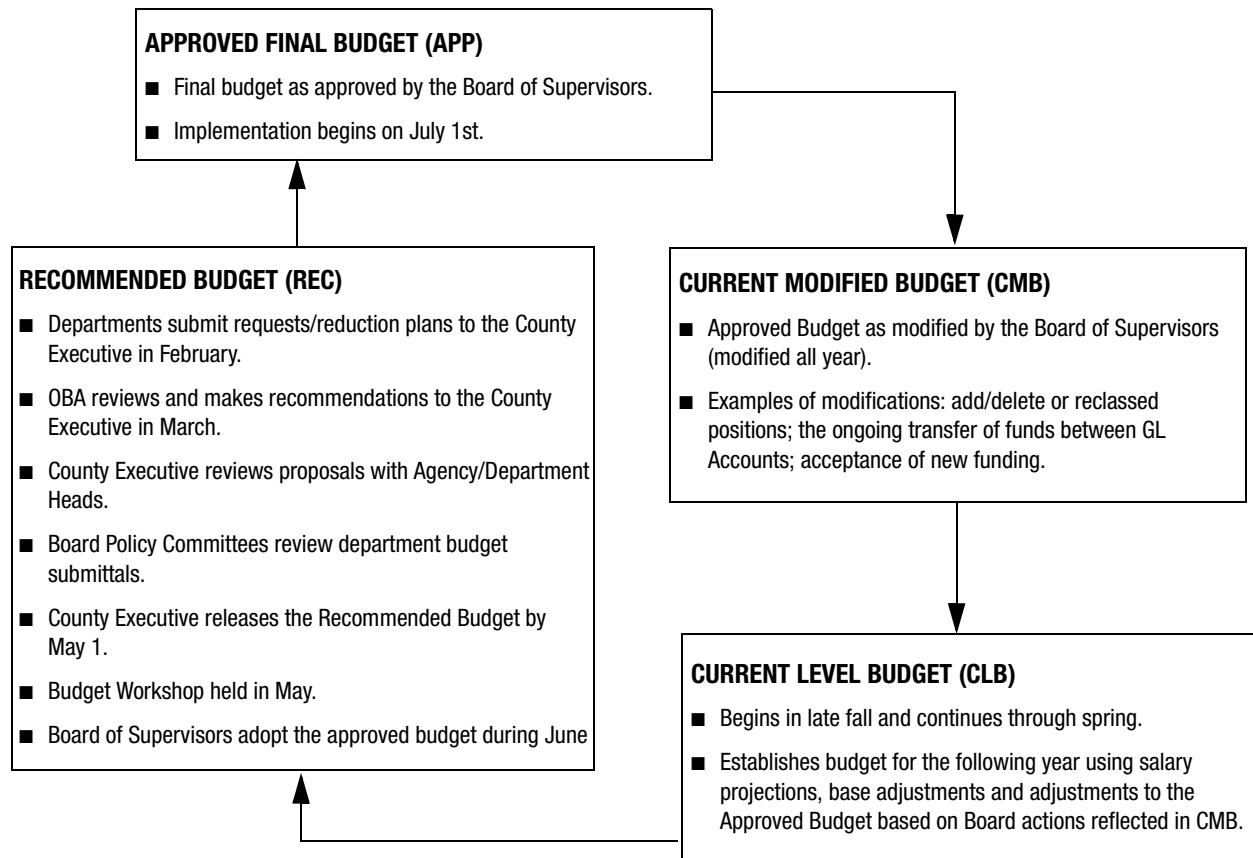 APPROVED FINAL BUDGET (APP)
■ Final budget as approved by the Board of Supervisors.
■ Implementation begins on July 1st.
RECOMMENDED BUDGET (REC)
■ Departments submit requests/reduction plans to the County
Executive in February.
■ OBA reviews and makes recommendations to the County
Executive in March.
■ County Executive reviews proposals with Agency/Department
Heads.
■ Board Policy Committees review department budget
submittals.
■ County Executive releases the Recommended Budget by
May 1.
■ Budget Workshop held in May.
■ Board of Supervisors adopt the approved budget during June
CURRENT MODIFIED BUDGET (CMB)
■ Approved Budget as modified by the Board of Supervisors
(modified all year).
■ Examples of modifications: add/delete or reclassed
positions; the ongoing transfer of funds between GL
Accounts; acceptance of new funding.
CURRENT LEVEL BUDGET (CLB)
■ Begins in late fall and continues through spring.
■ Establishes budget for the following year using salary
projections, base adjustments and adjustments to the
Approved Budget based on Board actions reflected in CMB.